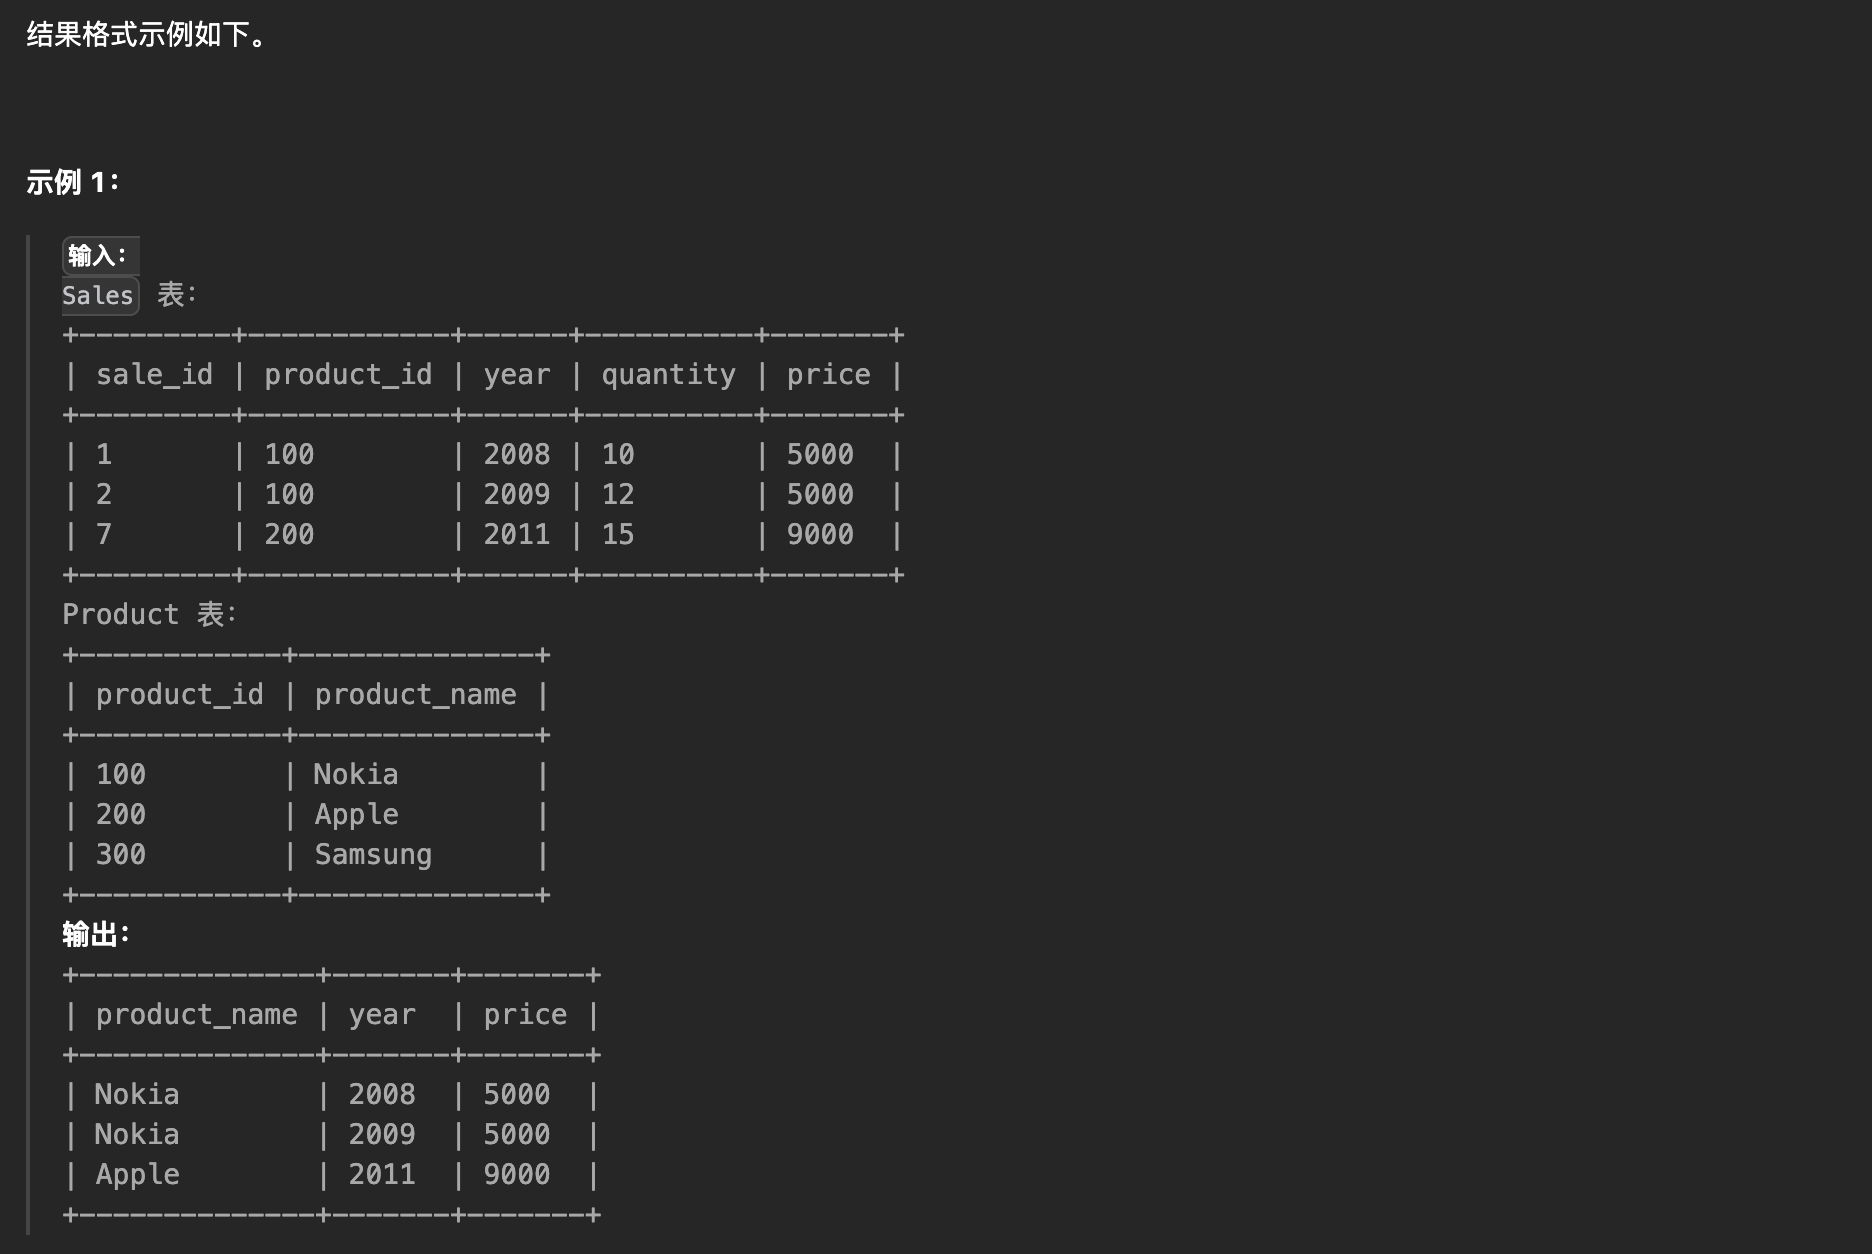 结果格式示例如下。
示例 1：
输入：
Sales 表：
+---------+------------+------+----------+-------+
| sale_id | product_id | year | quantity | price |
+---------+------------+------+----------+-------+
| 1       | 100        | 2008 | 10       | 5000  |
| 2       | 100        | 2009 | 12       | 5000  |
| 7       | 200        | 2011 | 15       | 9000  |
+---------+------------+------+----------+-------+
Product 表：
+------------+--------------+
| product_id | product_name |
+------------+--------------+
| 100        | Nokia        |
| 200        | Apple        |
| 300        | Samsung      |
+------------+--------------+
输出：
+--------------+-------+-------+
| product_name | year  | price |
+--------------+-------+-------+
| Nokia        | 2008  | 5000  |
| Nokia        | 2009  | 5000  |
| Apple        | 2011  | 9000  |
+--------------+-------+-------+